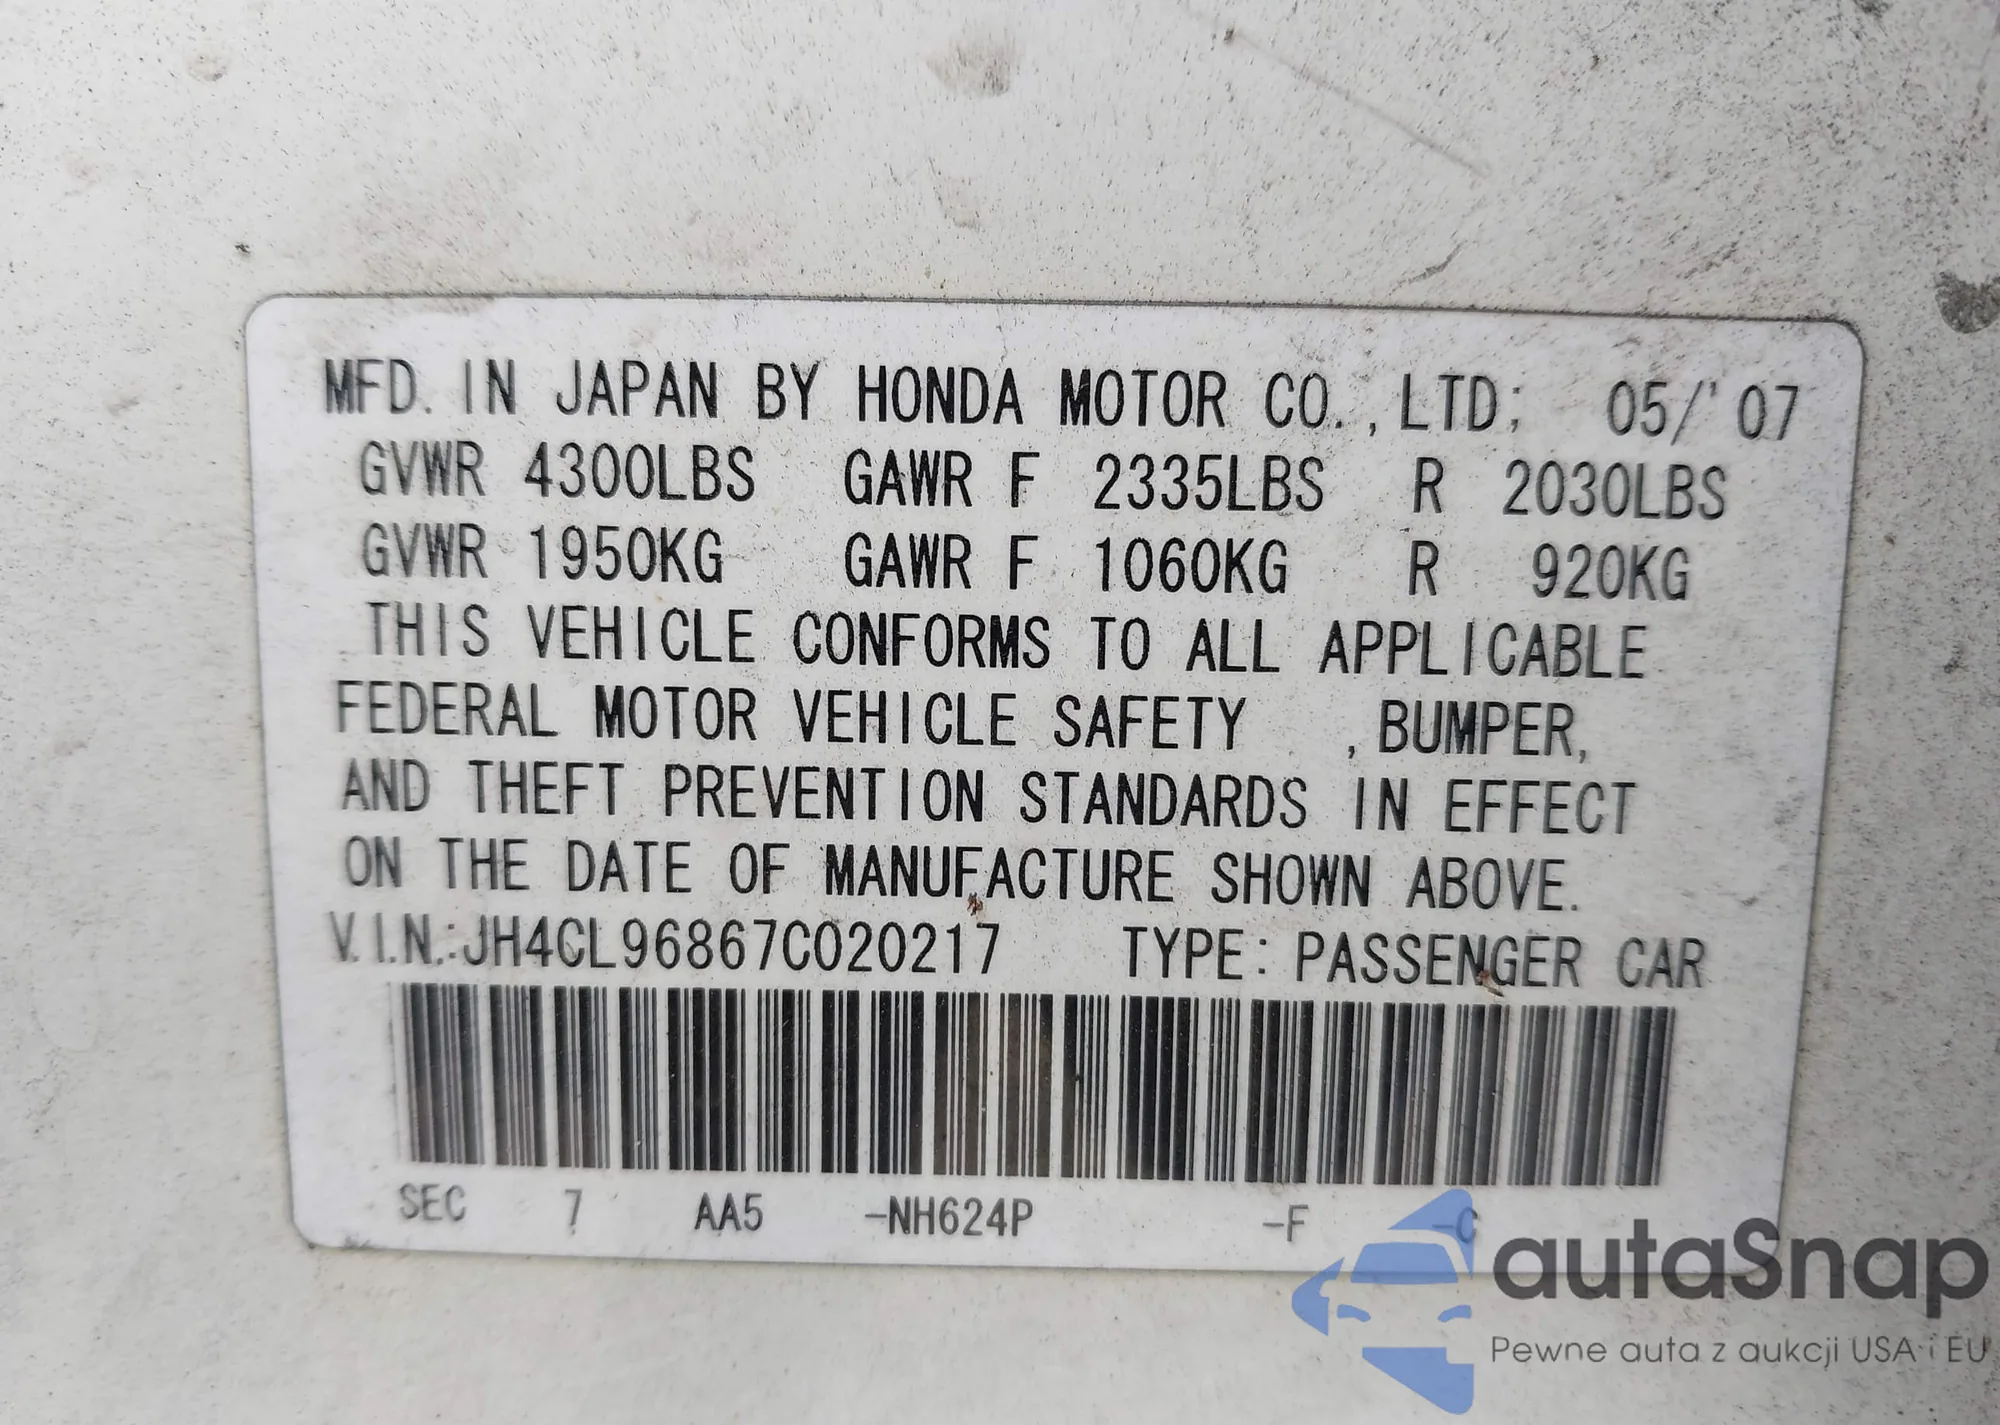 MFD. IN JAPAN BY HONDA MOTOR CO.,LTD; 05/'07
GVWR 4300LBS GAWR F 2335LBS R 2030LBS
GVWR 1950KG GAWR F 1060KG R 920KG
THIS VEHICLE CONFORMS TO ALL APPLICABLE
FEDERAL MOTOR VEHICLE SAFETY ,BUMPER,
AND THEFT PREVENTION STANDARDS IN EFFECT
ON THE DATE OF MANUFACTURE SHOWN ABOVE.
V.I.N.:JH4CL96867C020217 TYPE: PASSENGER CAR
SEC 7 AA5 -NH624P -F -C
autaSnap
Pewne auta z aukcji USA i EU